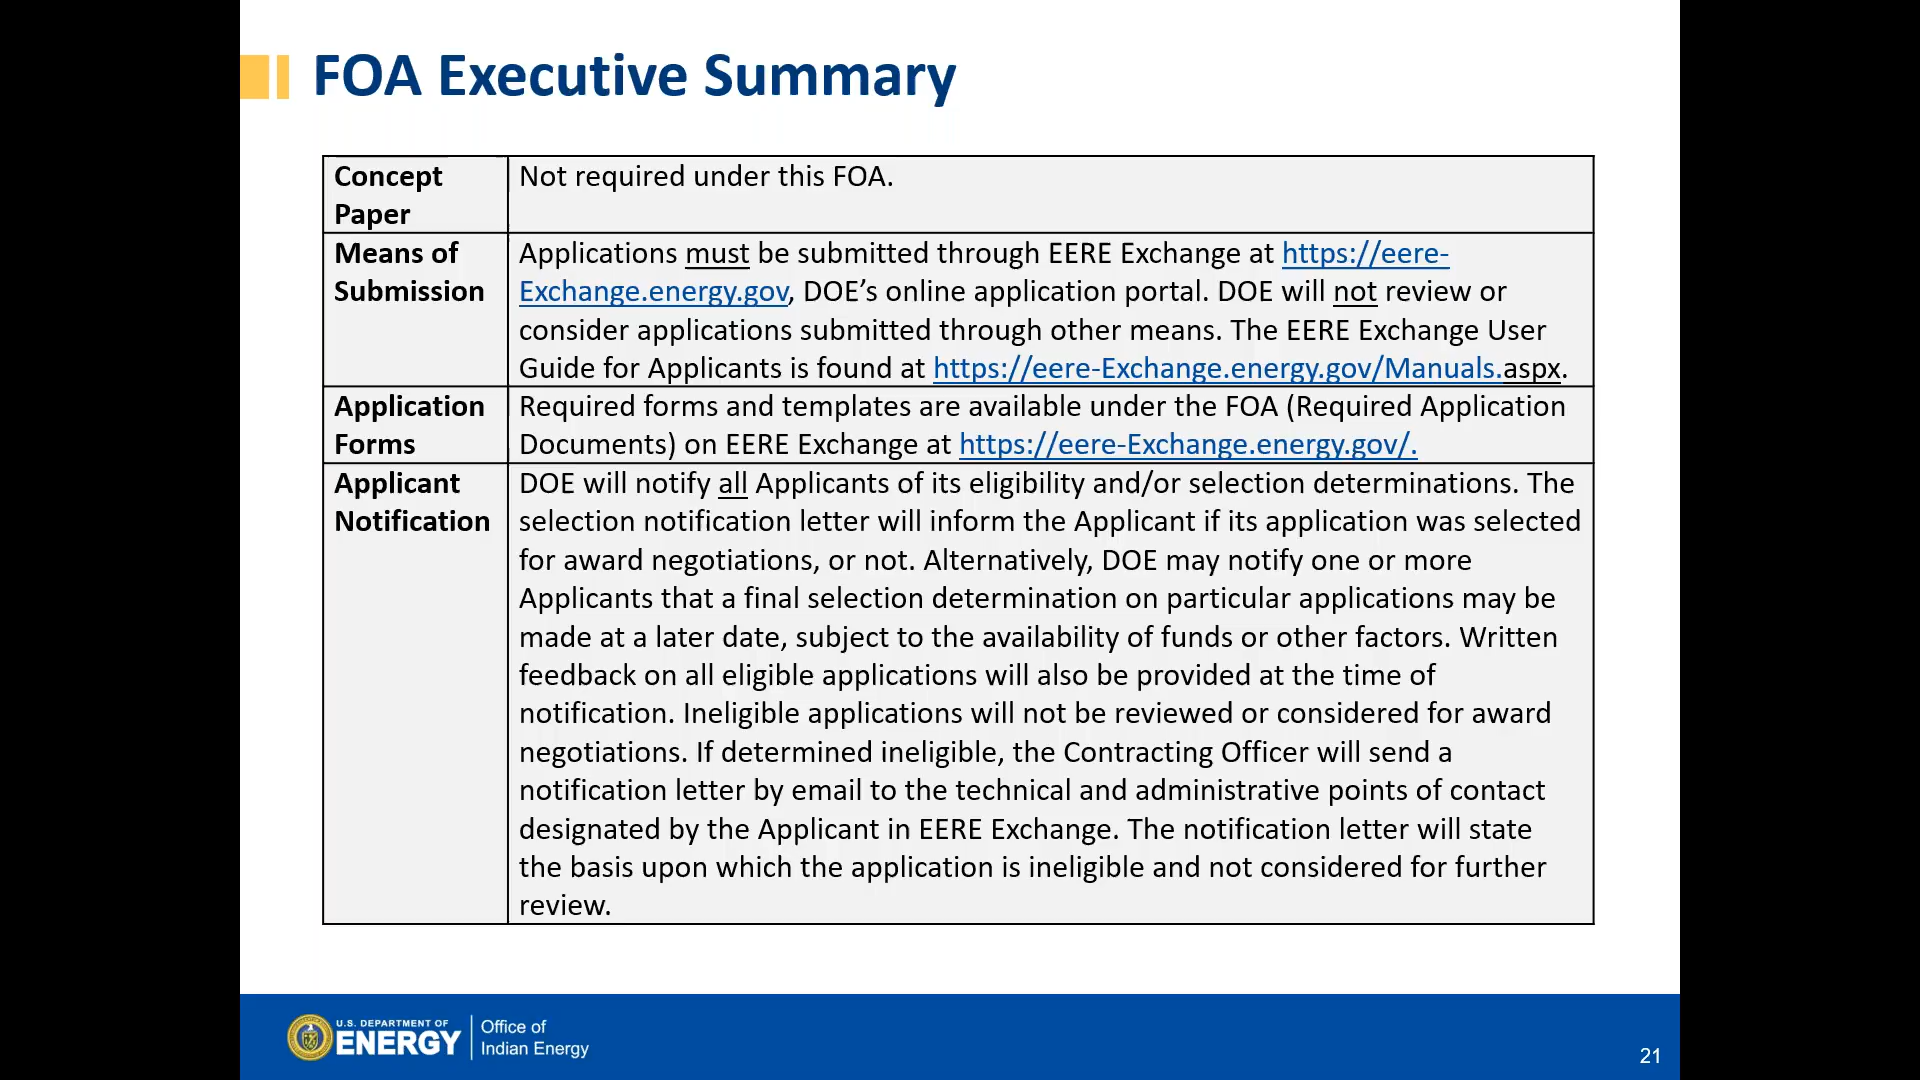 FOA Executive Summary
Concept
Paper
Not required under this FOA.
Means of
Submission
Applications must be submitted through EERE Exchange at https://eere-
Exchange.energy.gov, DOE’s online application portal. DOE will not review or
consider applications submitted through other means. The EERE Exchange User
Guide for Applicants is found at https://eere-Exchange.energy.gov/Manuals.aspx.
Application
Forms
Required forms and templates are available under the FOA (Required Application
Documents) on EERE Exchange at https://eere-Exchange.energy.gov/.
Applicant
Notification
DOE will notify all Applicants of its eligibility and/or selection determinations. The
selection notification letter will inform the Applicant if its application was selected
for award negotiations, or not. Alternatively, DOE may notify one or more
Applicants that a final selection determination on particular applications may be
made at a later date, subject to the availability of funds or other factors. Written
feedback on all eligible applications will also be provided at the time of
notification. Ineligible applications will not be reviewed or considered for award
negotiations. If determined ineligible, the Contracting Officer will send a
notification letter by email to the technical and administrative points of contact
designated by the Applicant in EERE Exchange. The notification letter will state
the basis upon which the application is ineligible and not considered for further
review.
U.S. DEPARTMENT OF
ENERGY
Office of
Indian Energy
21